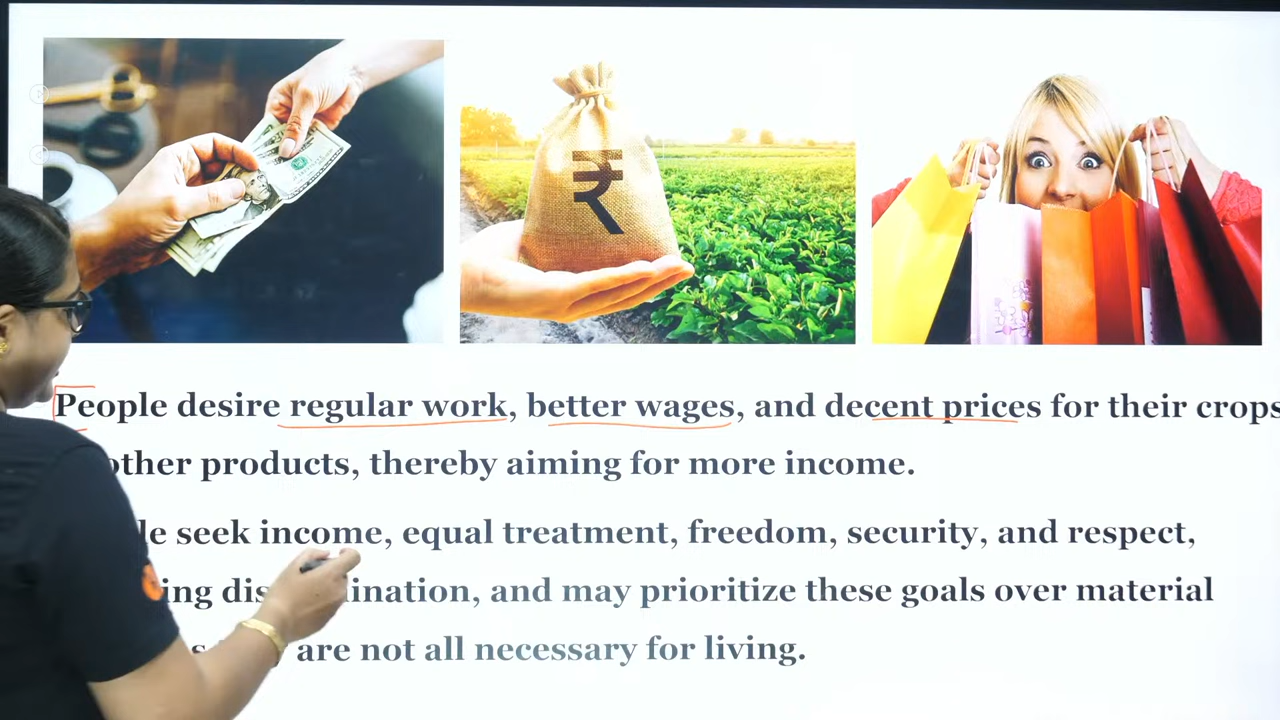 ₹
People desire regular work, better wages, and decent prices for their crops
other products, thereby aiming for more income.
seek income, equal treatment, freedom, security, and respect,
and may prioritize these goals over material
are not all necessary for living.